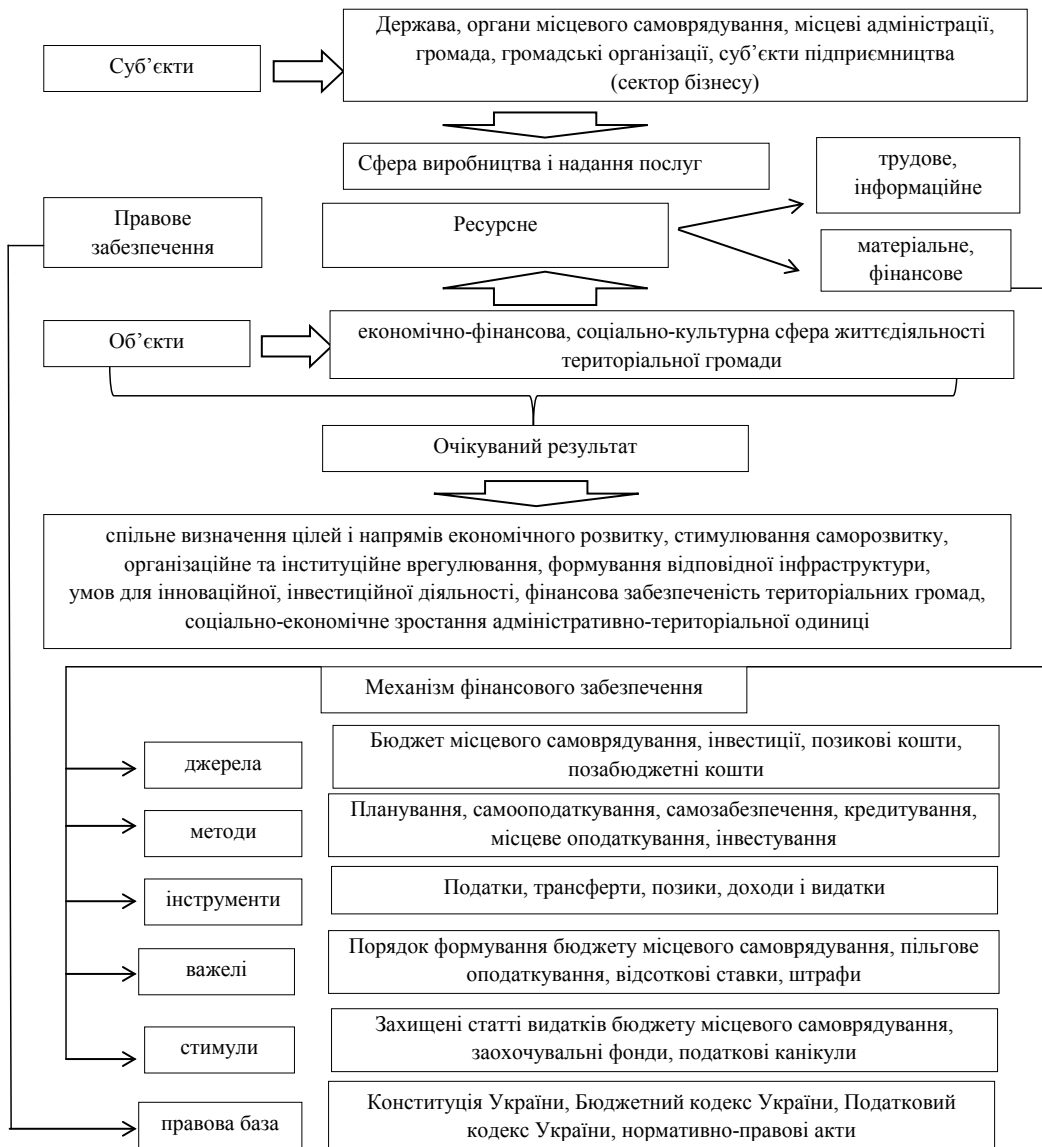 Держава, органи місцевого самоврядування, місцеві адміністрації,
громада, громадські організації, суб’єкти підприємництва
(сектор бізнесу)
Суб’єкти
Сфера виробництва і надання послуг
трудове,
інформаційне
Правове
забезпечення
Ресурсне
матеріальне,
фінансове
Об’єкти
економічно-фінансова, соціально-культурна сфера життєдіяльності
територіальної громади
Очікуваний результат
спільне визначення цілей і напрямів економічного розвитку, стимулювання саморозвитку,
організаційне та інституційне врегулювання, формування відповідної інфраструктури,
умов для інноваційної, інвестиційної діяльності, фінансова забезпеченість територіальних громад,
соціально-економічне зростання адміністративно-територіальної одиниці
Механізм фінансового забезпечення
джерела
Бюджет місцевого самоврядування, інвестиції, позикові кошти,
позабюджетні кошти
методи
Планування, самооподаткування, самозабезпечення, кредитування,
місцеве оподаткування, інвестування
інструменти
Податки, трансферти, позики, доходи і видатки
важелі
Порядок формування бюджету місцевого самоврядування, пільгове
оподаткування, відсоткові ставки, штрафи
стимули
Захищені статті видатків бюджету місцевого самоврядування,
заохочувальні фонди, податкові канікули
правова база
Конституція України, Бюджетний кодекс України, Податковий
кодекс України, нормативно-правові акти